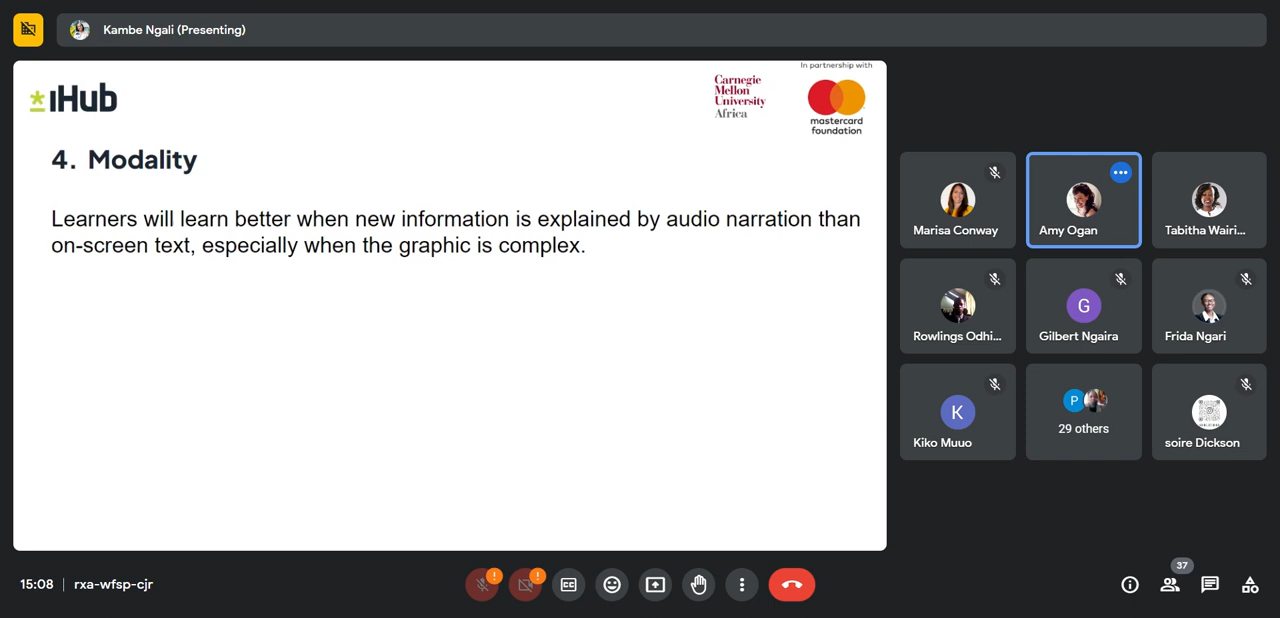 Kambe Ngali (Presenting)
iHub
Carnegie
Mellon
University
Africa
In partnership with
mastercard
foundation
4. Modality
Learners will learn better when new information is explained by audio narration than
on-screen text, especially when the graphic is complex.
Marisa Conway
Amy Ogan
Tabitha Wairi...
Rowlings Odhi...
G
Gilbert Ngaira
Frida Ngari
K
Kiko Muuo
P
29 others
soire Dickson
15:08 | rxa-wfsp-cjr
!
!
CC
37